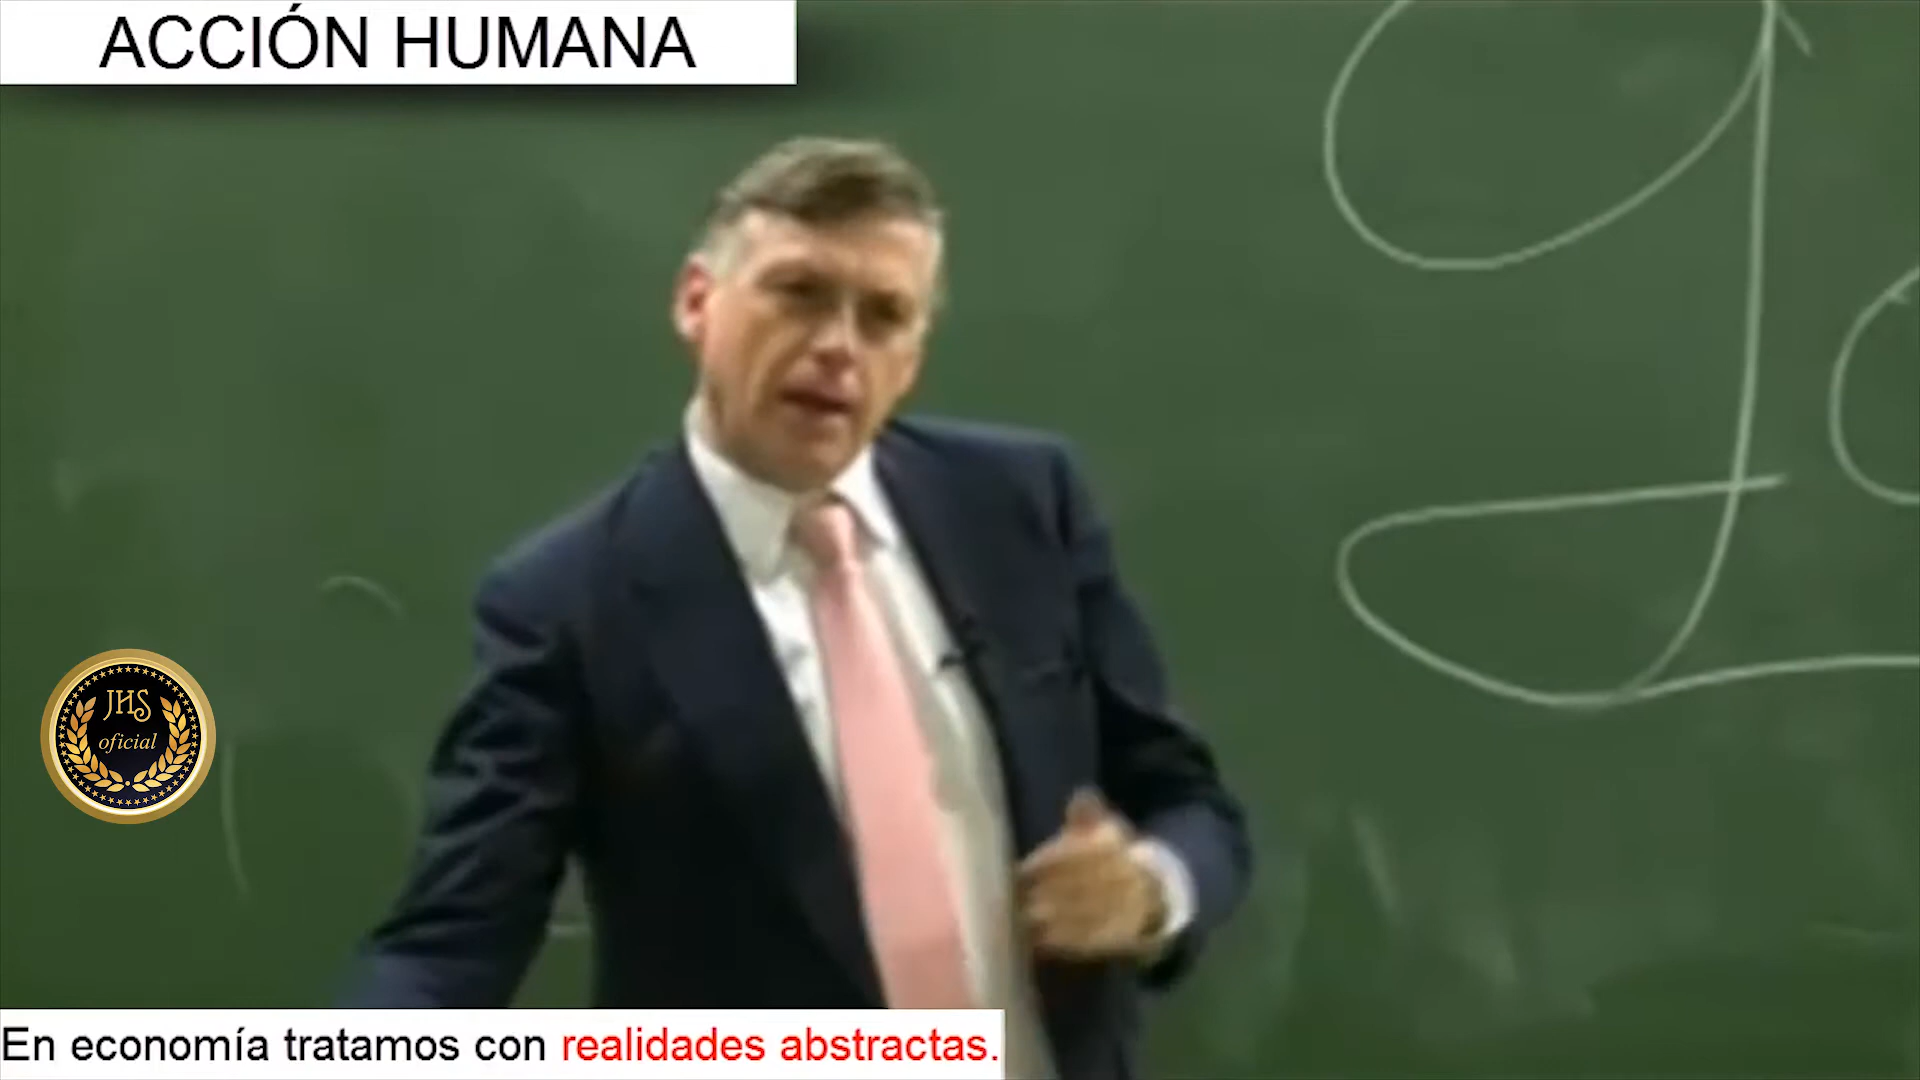 ACCIÓN HUMANA
JHS
oficial
En economía tratamos con realidades abstractas.